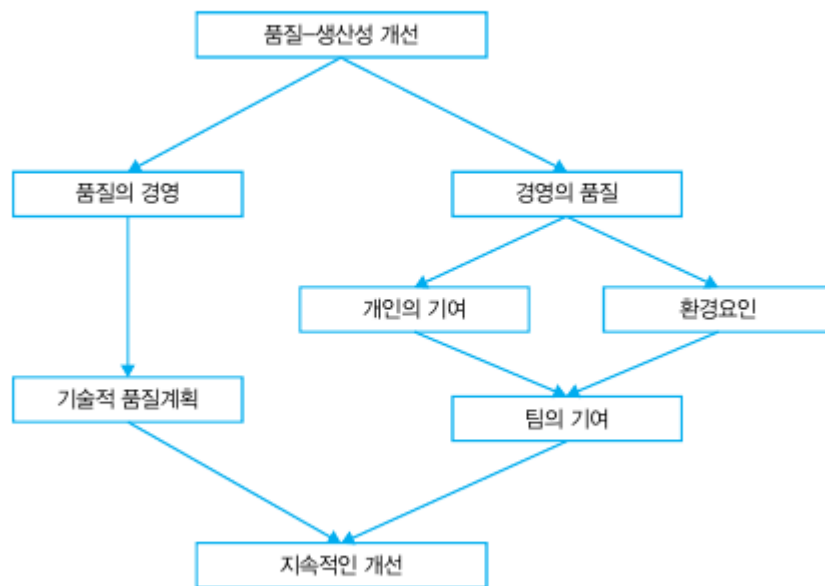 품질–생산성 개선
품질의 경영
경영의 품질
개인의 기여
환경요인
기술적 품질계획
팀의 기여
지속적인 개선